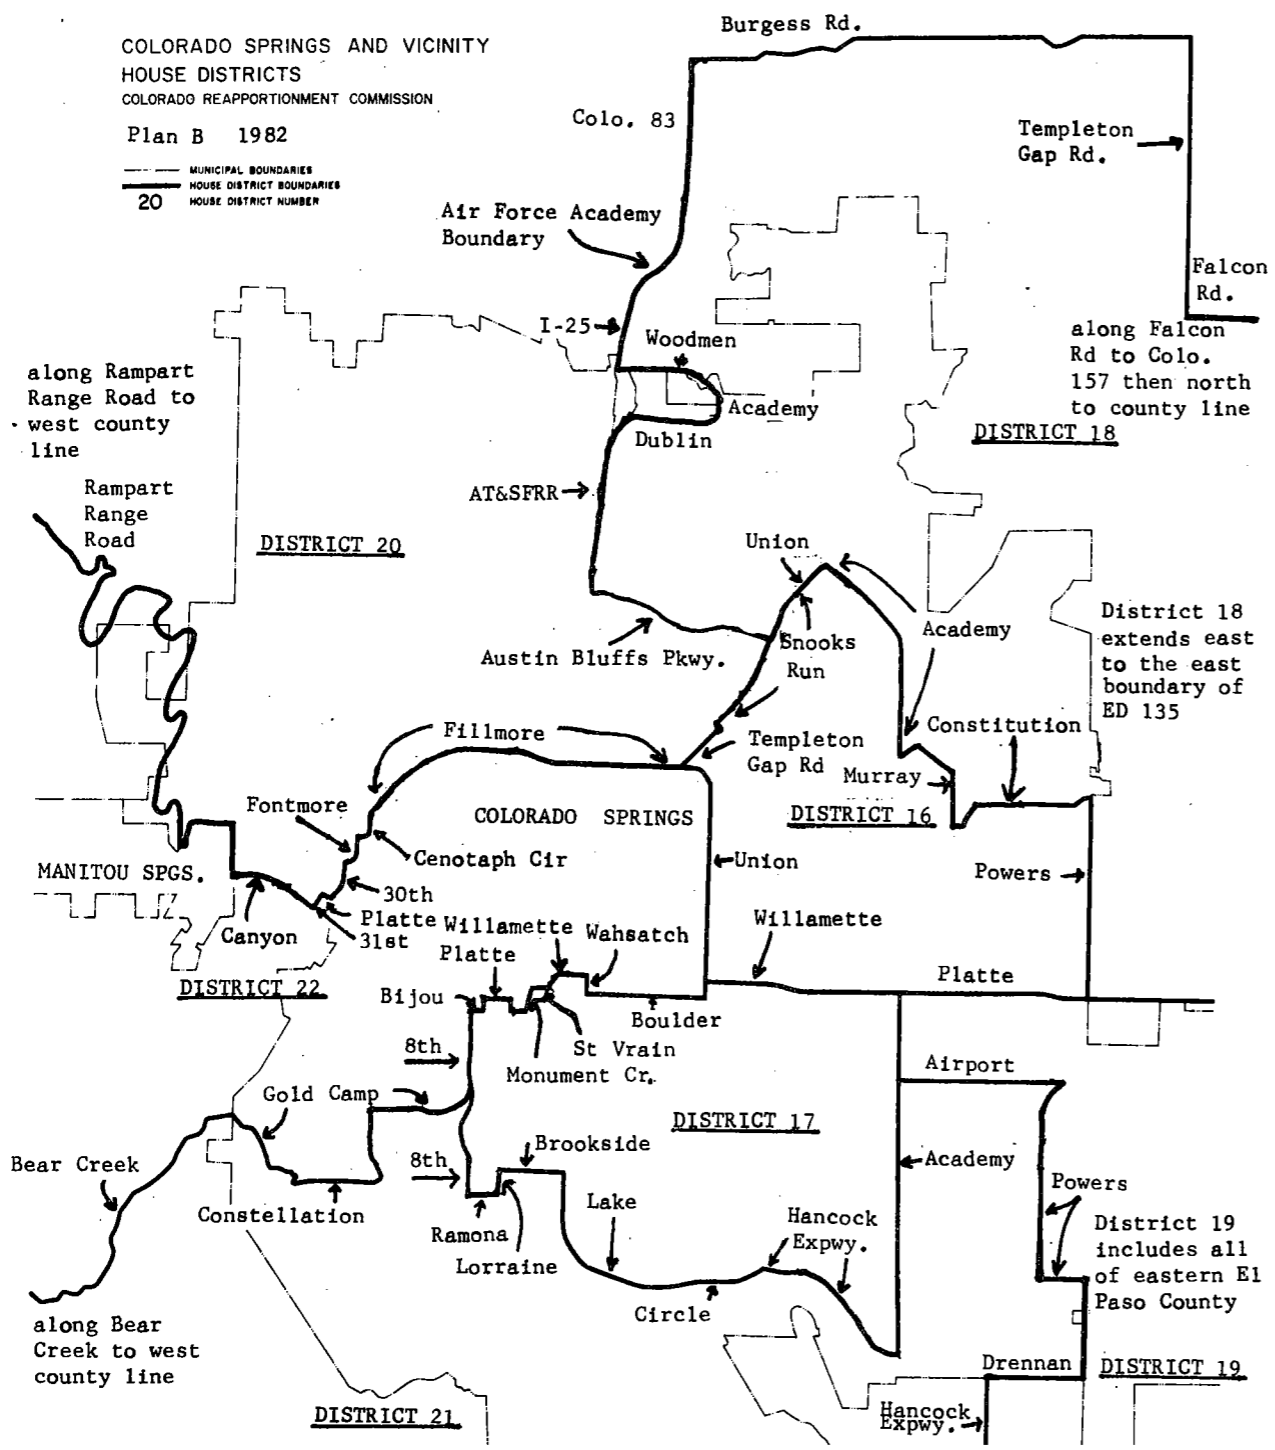 COLORADO SPRINGS AND VICINITY
HOUSE DISTRICTS
COLORADO REAPPORTIONMENT COMMISSION
Plan B 1982
MUNICIPAL BOUNDARIES
HOUSE DISTRICT BOUNDARIES
20 HOUSE DISTRICT NUMBER
Burgess Rd.
Colo. 83
Templeton
Gap Rd.
Air Force Academy
Boundary
Falcon
Rd.
I-25
Woodmen
along Falcon
Rd to Colo.
157 then north
to county line
along Rampart
Range Road to
west county
line
Academy
Dublin
DISTRICT 18
Rampart
Range
Road
AT&SFRR
DISTRICT 20
Union
Academy
District 18
extends east
to the east
boundary of
ED 135
Snooks
Run
Austin Bluffs Pkwy.
Fillmore
Constitution
Templeton
Gap Rd
Murray
Fontmore
COLORADO SPRINGS
DISTRICT 16
Cenotaph Cir
Union
MANITOU SPGS.
Powers
30th
Platte
31st
Canyon
Willamette
Wahsatch
Willamette
Platte
Platte
DISTRICT 22
Bijou
Boulder
8th
St Vrain
Monument Cr.
Airport
Gold Camp
DISTRICT 17
Brookside
8th
Academy
Bear Creek
Powers
Constellation
Lake
Ramona
Hancock
Expwy.
Lorraine
District 19
includes all
of eastern El
Paso County
Circle
along Bear
Creek to west
county line
Drennan
DISTRICT 19
DISTRICT 21
Hancock
Expwy.